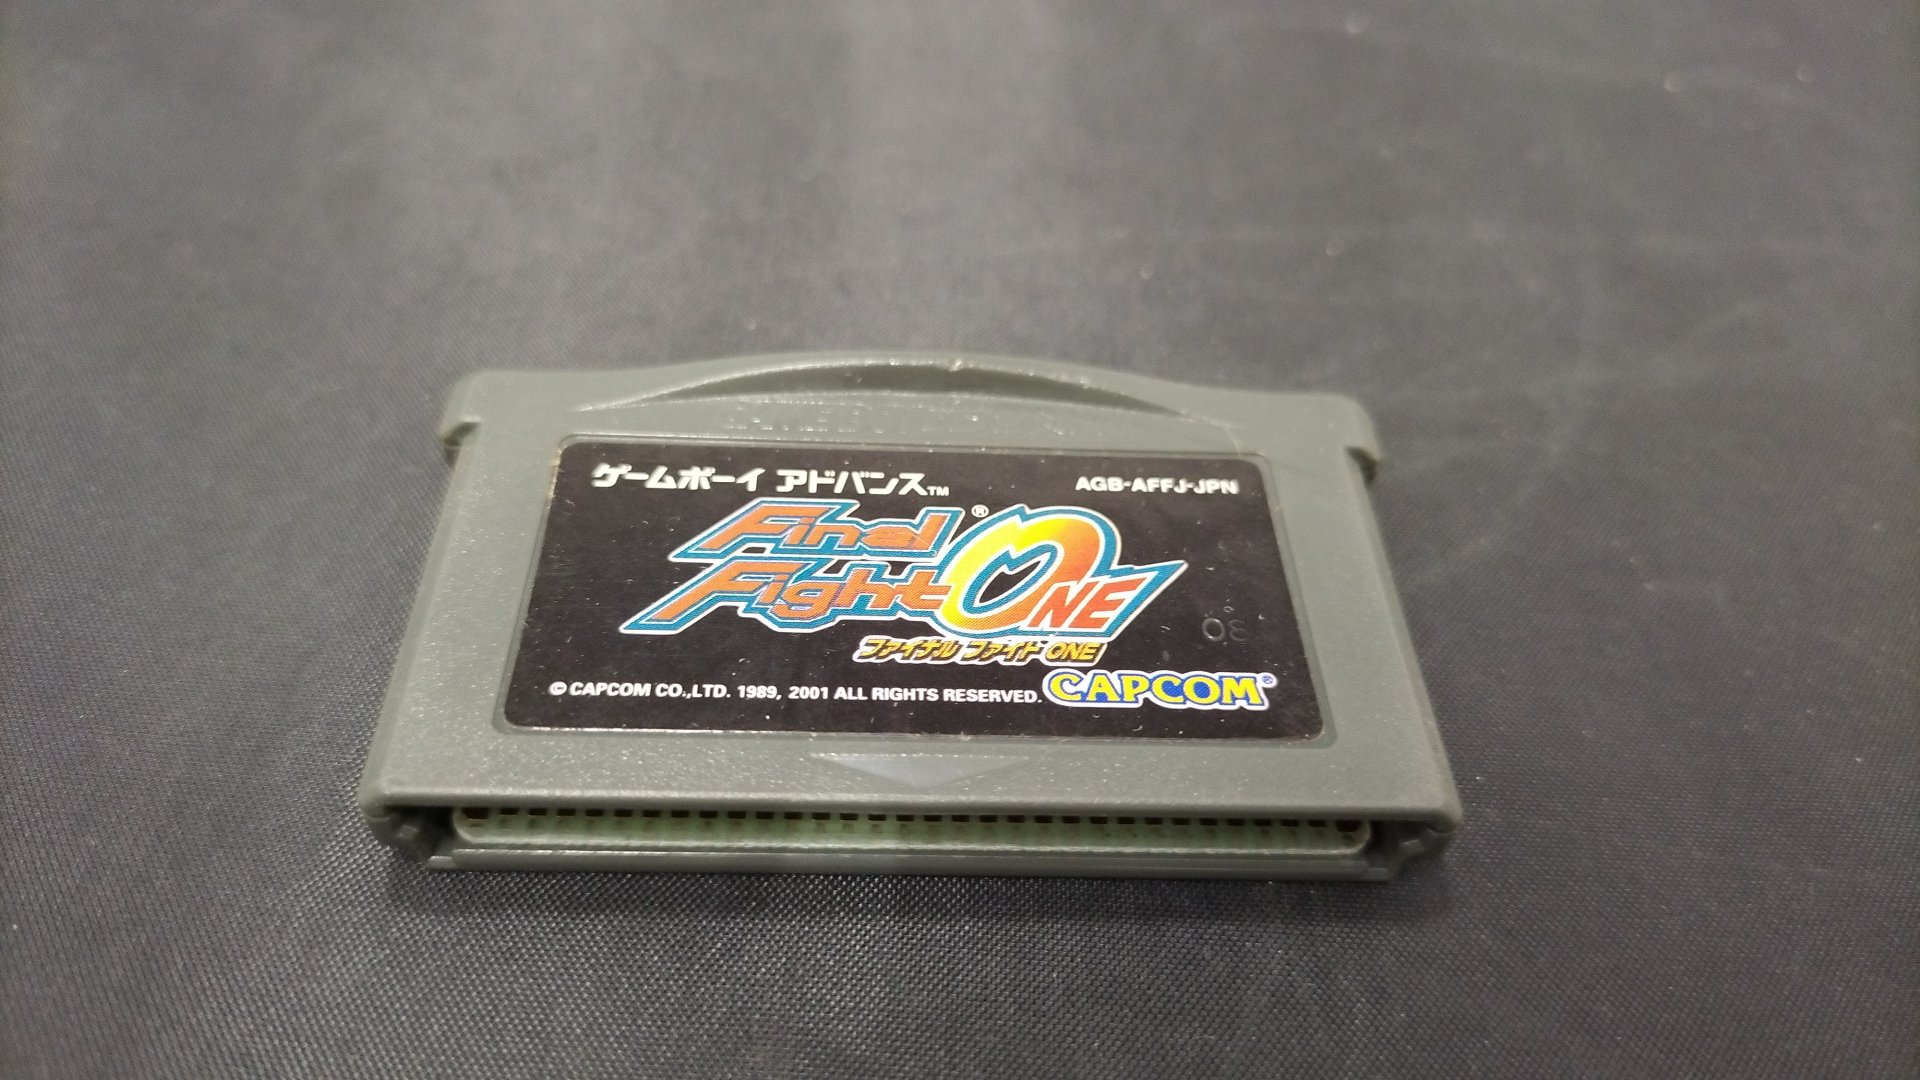 ゲームボーイ アドバンス™
AGB-AFFJ-JPN
Final®
Fight ONE
ファイナル ファイト ONE
© CAPCOM CO.,LTD. 1989, 2001 ALL RIGHTS RESERVED.
CAPCOM®
08